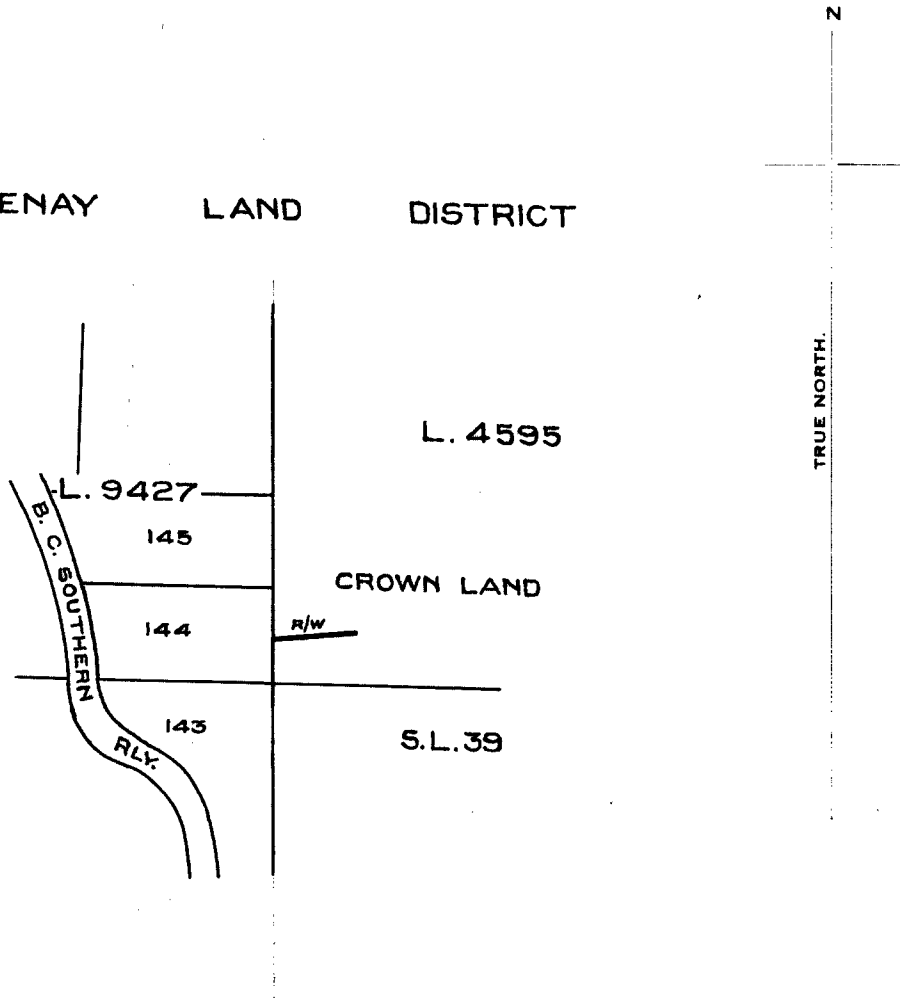 N
ENAY LAND DISTRICT
TRUE NORTH.
L. 4595
L. 9427
B. C. SOUTHERN RLY.
145
CROWN LAND
144
R/W
143
S.L.39